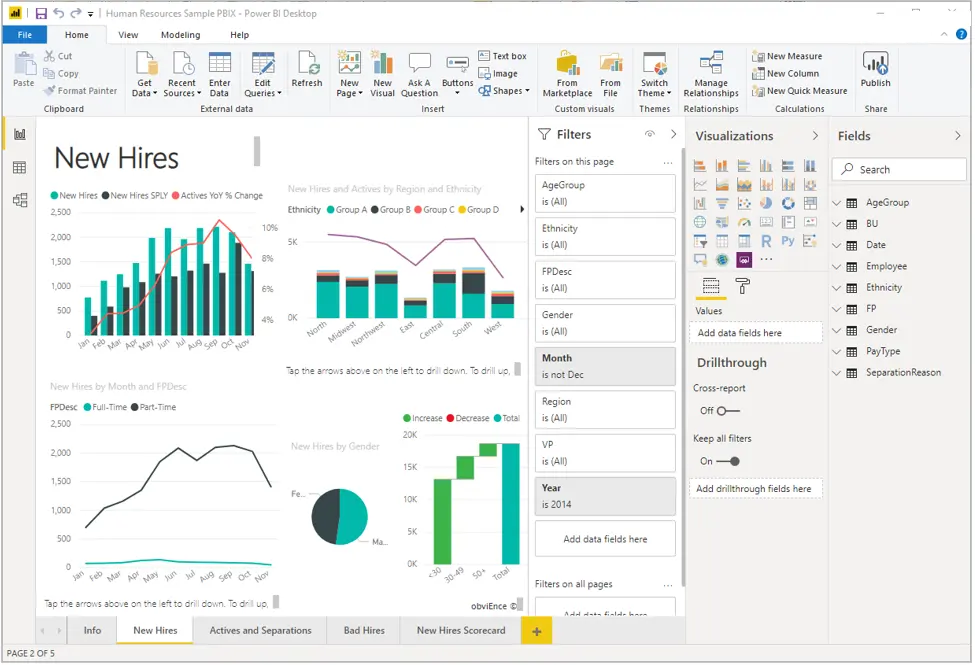 Human Resources Sample PBIX - Power BI Desktop
File Home View Modeling Help
Paste
Cut
Copy
Format Painter
Clipboard
Get Data
Recent Sources
Enter Data
Edit Queries
External data
Refresh
New Page
New Visual
Ask A Question
Buttons
Text box
Image
Shapes
Insert
From Marketplace
From File
Custom visuals
Switch Theme
Themes
Manage Relationships
Relationships
New Measure
New Column
New Quick Measure
Calculations
Publish
Share
New Hires
New Hires New Hires SPLY Actives YoY % Change
2,500
2,000
1,500
1,000
500
0
10%
8%
6%
4%
Jan Feb Mar Apr May Jun Jul Aug Sep Oct Nov
New Hires and Actives by Region and Ethnicity
Ethnicity Group A Group B Group C Group D
5K
0K
North Midwest Northwest East Central South West
Tap the arrows above on the left to drill down. To drill up,
New Hires by Month and FPDesc
FPDesc Full-Time Part-Time
2,500
2,000
1,500
1,000
500
0
Jan Feb Mar Apr May Jun Jul Aug Sep Oct Nov
Tap the arrows above on the left to drill down. To drill up,
New Hires by Gender
Fe...
Ma...
Increase Decrease Total
20K
15K
10K
5K
0K
<30 30-49 50+ Total
obviEnce ©
Filters
Filters on this page
...
AgeGroup
is (All)
Ethnicity
is (All)
FPDesc
is (All)
Gender
is (All)
Month
is not Dec
Region
is (All)
VP
is (All)
Year
is 2014
Add data fields here
Filters on all pages
...
Add data fields here
Visualizations
R Py
...
Values
Add data fields here
Drillthrough
Cross-report
Off
Keep all filters
On
Add drillthrough fields here
Fields
Search
AgeGroup
BU
Date
Employee
Ethnicity
FP
Gender
PayType
SeparationReason
Info New Hires Actives and Separations Bad Hires New Hires Scorecard +
PAGE 2 OF 5